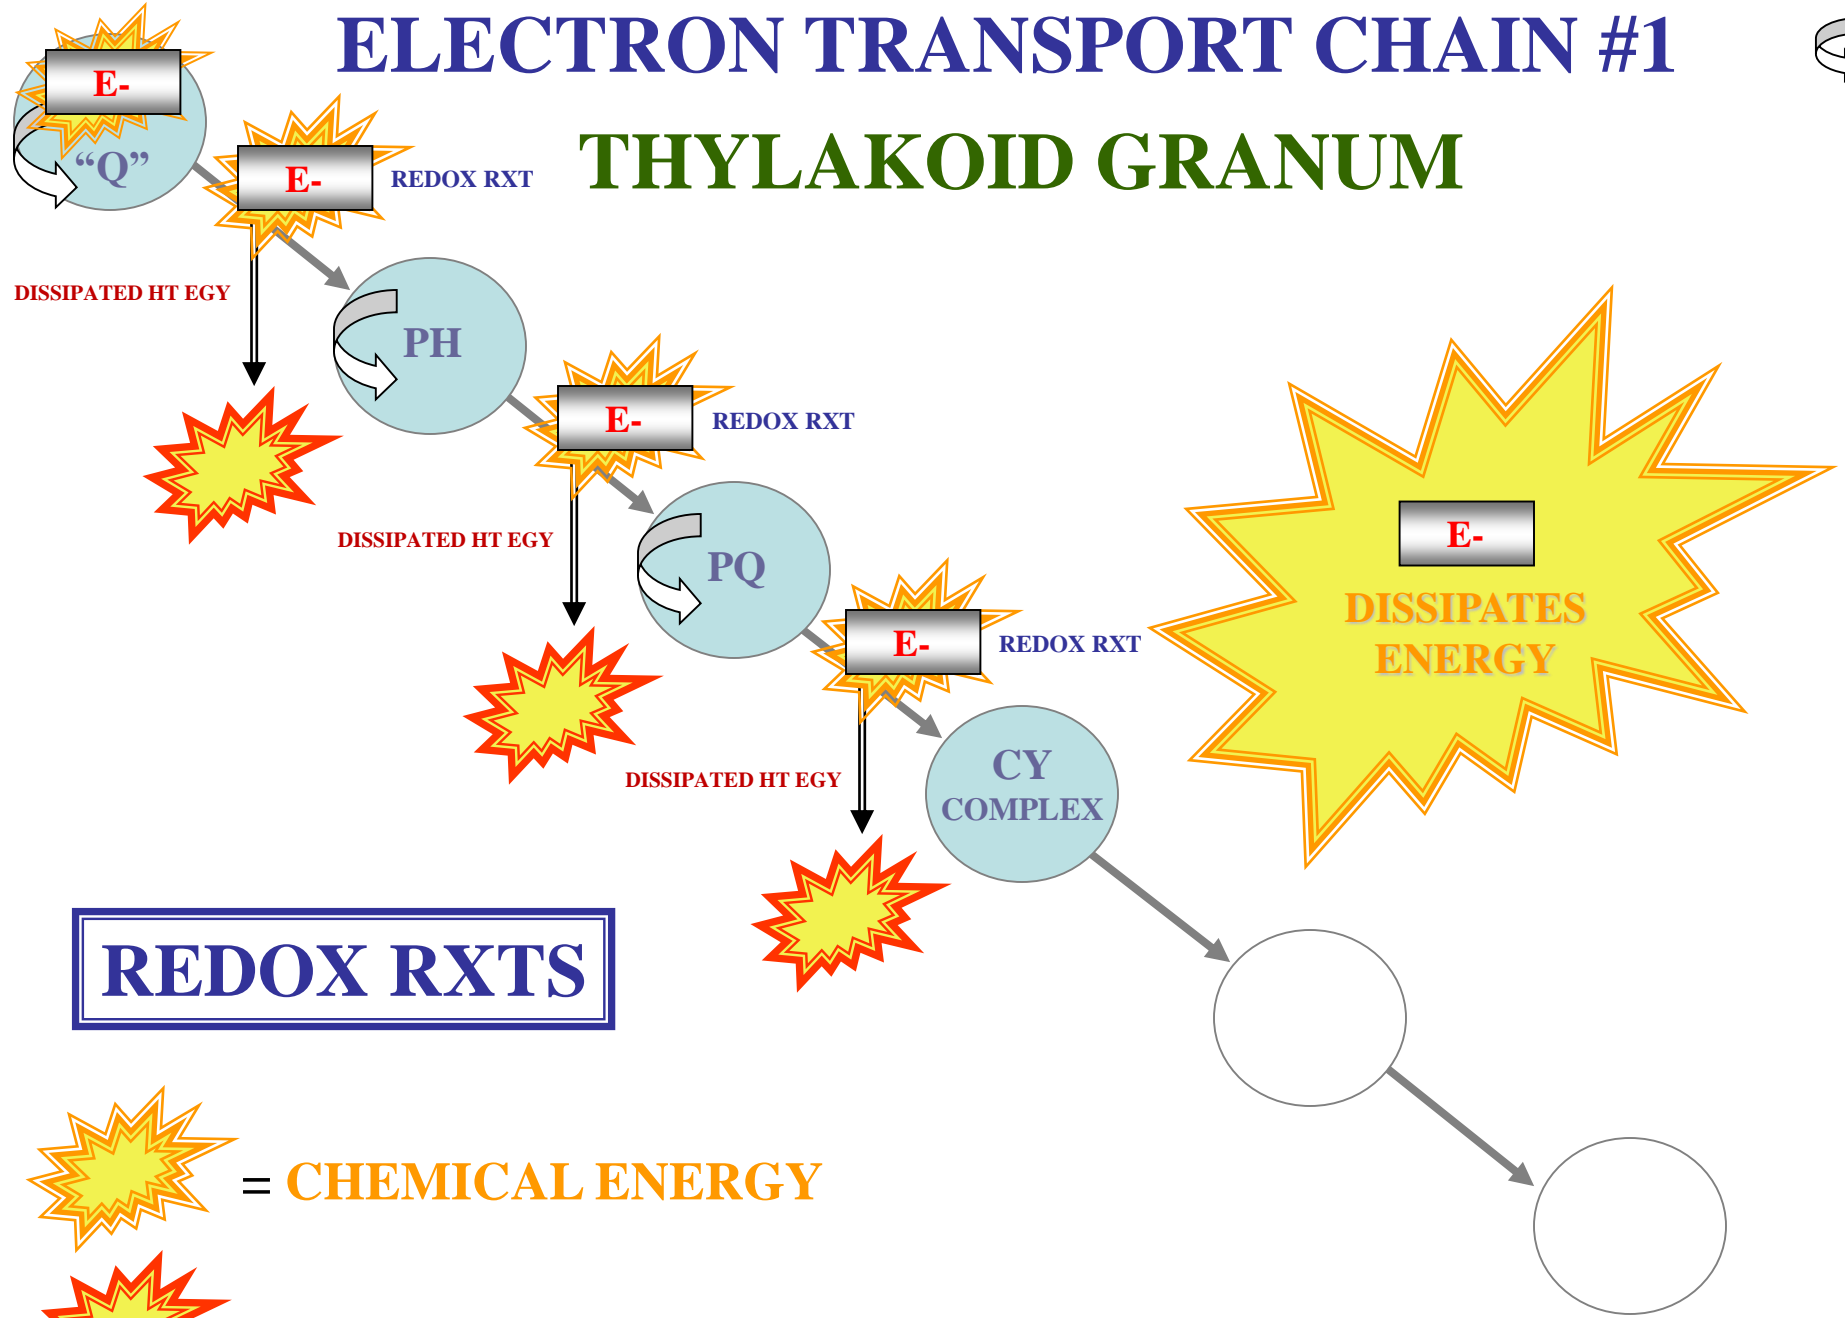 ELECTRON TRANSPORT CHAIN #1
THYLAKOID GRANUM
E-
“Q”
E-
REDOX RXT
DISSIPATED HT EGY
PH
E-
REDOX RXT
DISSIPATED HT EGY
PQ
E-
REDOX RXT
E-
DISSIPATES
ENERGY
DISSIPATED HT EGY
CY
COMPLEX
REDOX RXTS
= CHEMICAL ENERGY